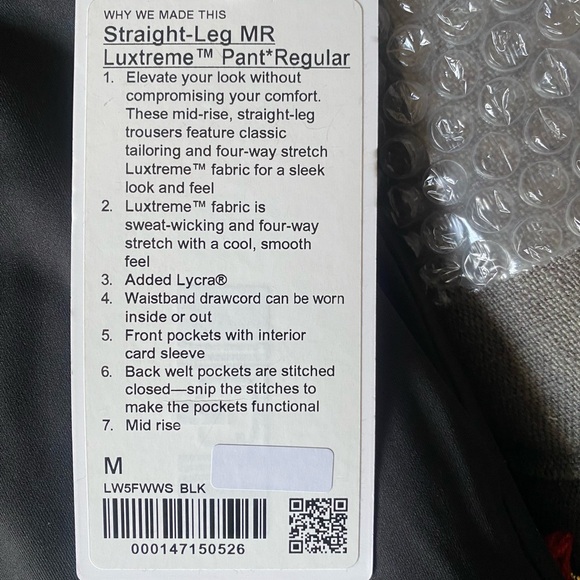 WHY WE MADE THIS
Straight-Leg MR
Luxtreme™ Pant*Regular
1. Elevate your look without
compromising your comfort.
These mid-rise, straight-leg
trousers feature classic
tailoring and four-way stretch
Luxtreme™ fabric for a sleek
look and feel
2. Luxtreme™ fabric is
sweat-wicking and four-way
stretch with a cool, smooth
feel
3. Added Lycra®
4. Waistband drawcord can be worn
inside or out
5. Front pockets with interior
card sleeve
6. Back welt pockets are stitched
closed—snip the stitches to
make the pockets functional
7. Mid rise
M
LW5FWWS BLK
000147150526